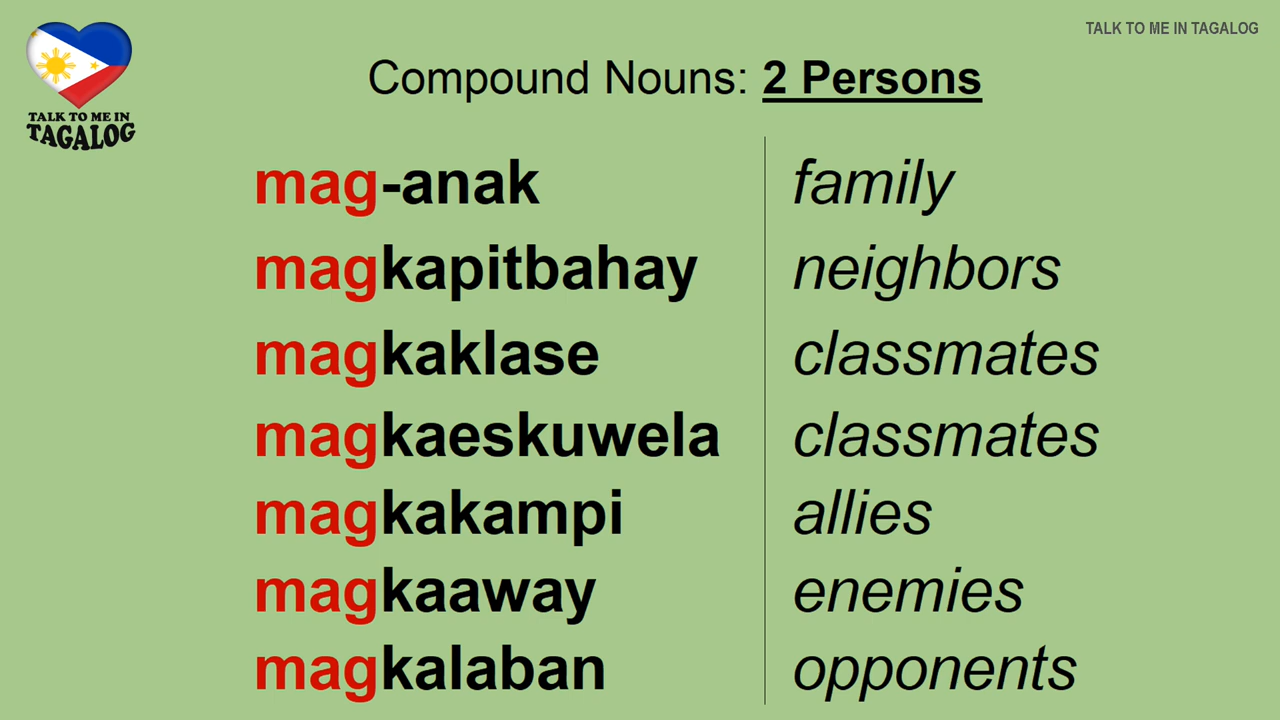 TALK TO ME IN TAGALOG
TALK TO ME IN
TAGALOG
Compound Nouns: 2 Persons
mag-anak family
magkapitbahay neighbors
magkaklase classmates
magkaeskuwela classmates
magkakampi allies
magkaaway enemies
magkalaban opponents